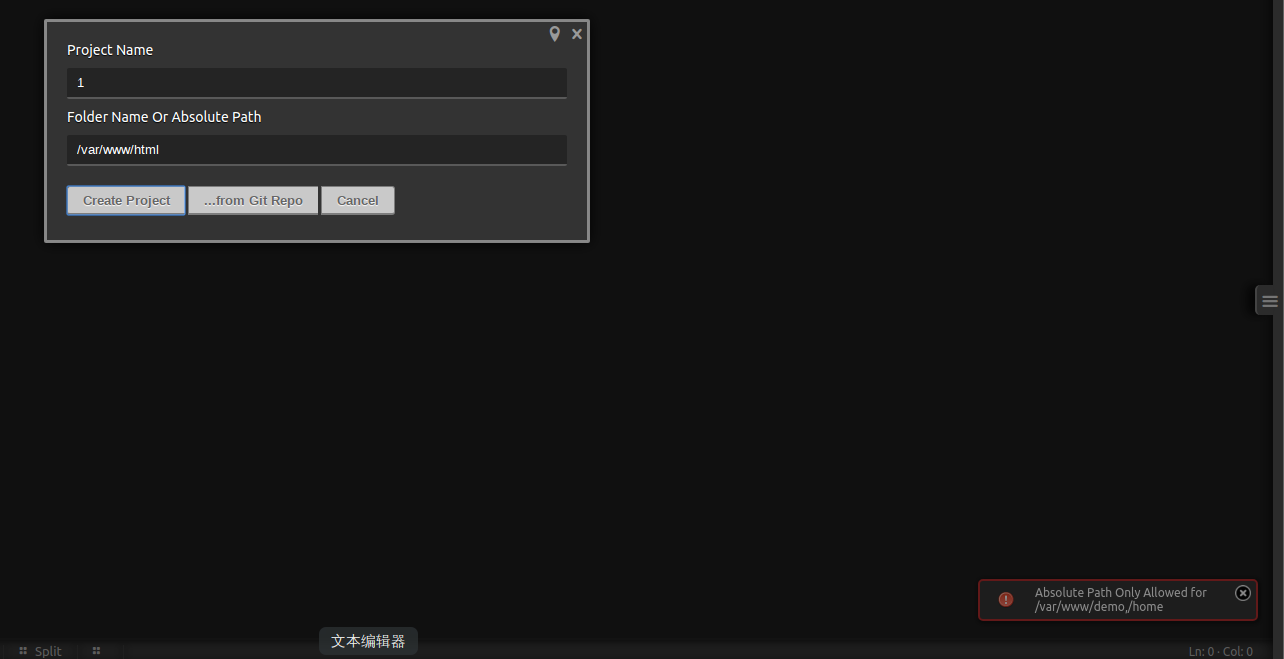 Project Name
1
Folder Name Or Absolute Path
/var/www/html
Create Project
...from Git Repo
Cancel
Absolute Path Only Allowed for
/var/www/demo,/home
文本编辑器
Split
Ln: 0 · Col: 0